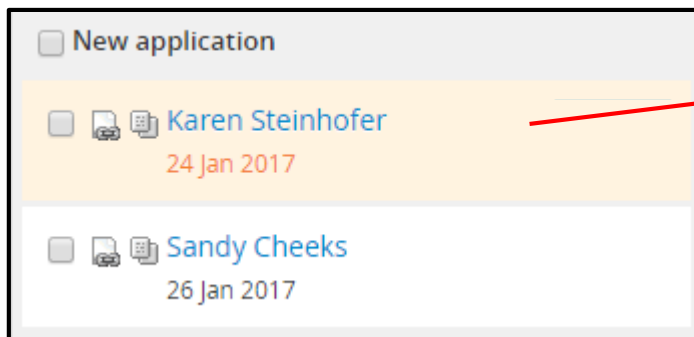 New application
Karen Steinhofer
24 Jan 2017
Sandy Cheeks
26 Jan 2017